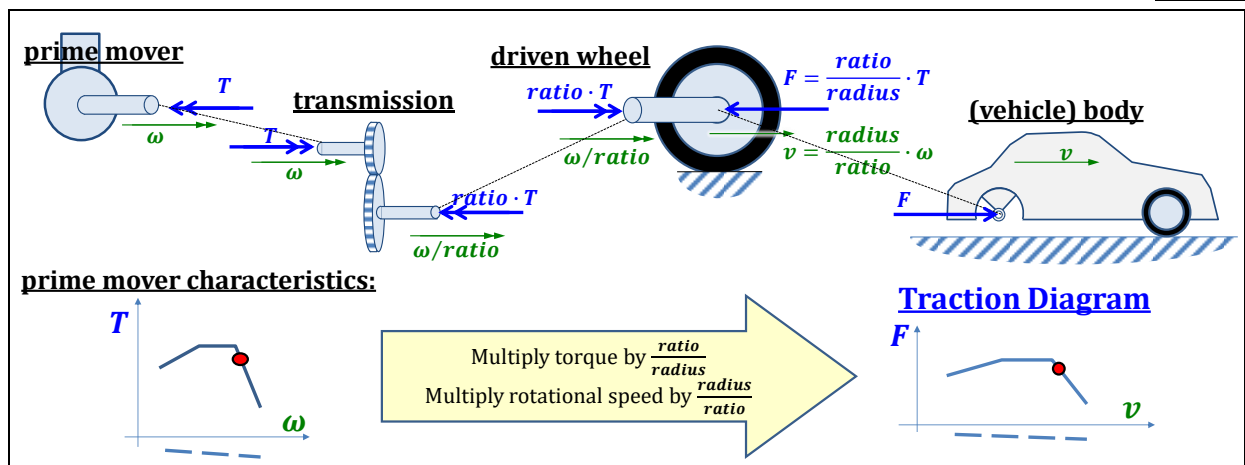 prime mover
T
ω
transmission
T
ω
ratio · T
ω/ratio
driven wheel
ratio · T
ω/ratio
F = ratio/radius · T
v = radius/ratio · ω
(vehicle) body
v
F
prime mover characteristics:
T
ω
Multiply torque by ratio/radius
Multiply rotational speed by radius/ratio
Traction Diagram
F
v